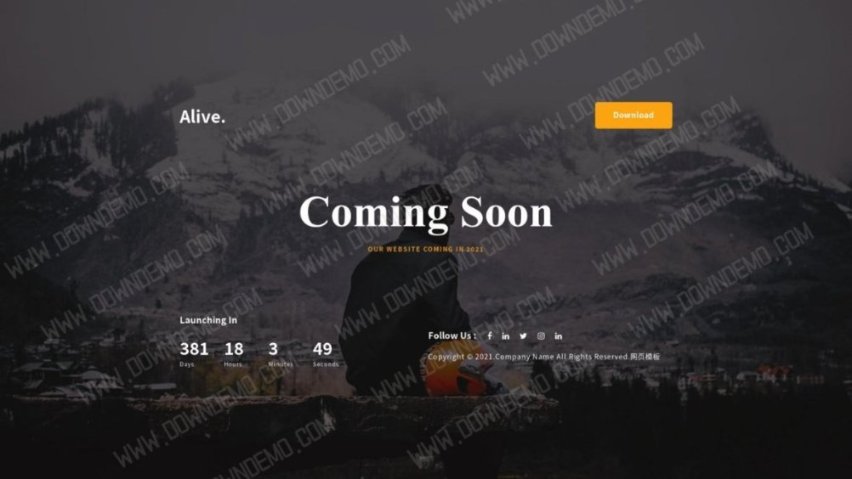 WWW.DOWNDEMO.COM
Alive.
Download
Coming Soon
OUR WEBSITE COMING IN 2021
Launching In
381 18 3 49
Days Hours Minutes Seconds
Follow Us :
Copyright © 2021.Company Name All Rights Reserved.网页模板